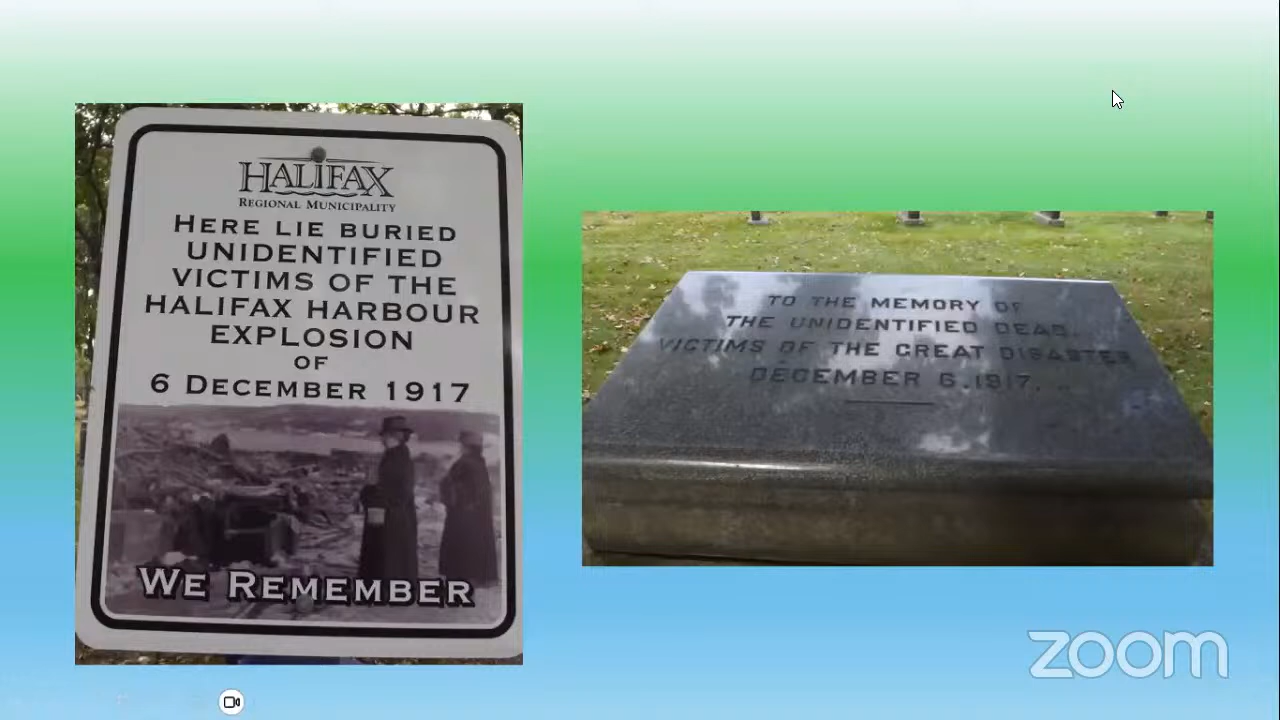 HALIFAX
REGIONAL MUNICIPALITY
HERE LIE BURIED
UNIDENTIFIED
VICTIMS OF THE
HALIFAX HARBOUR
EXPLOSION
OF
6 DECEMBER 1917
WE REMEMBER
TO THE MEMORY OF
THE UNIDENTIFIED DEAD.
VICTIMS OF THE GREAT DISASTER
DECEMBER 6, 1917.
zoom